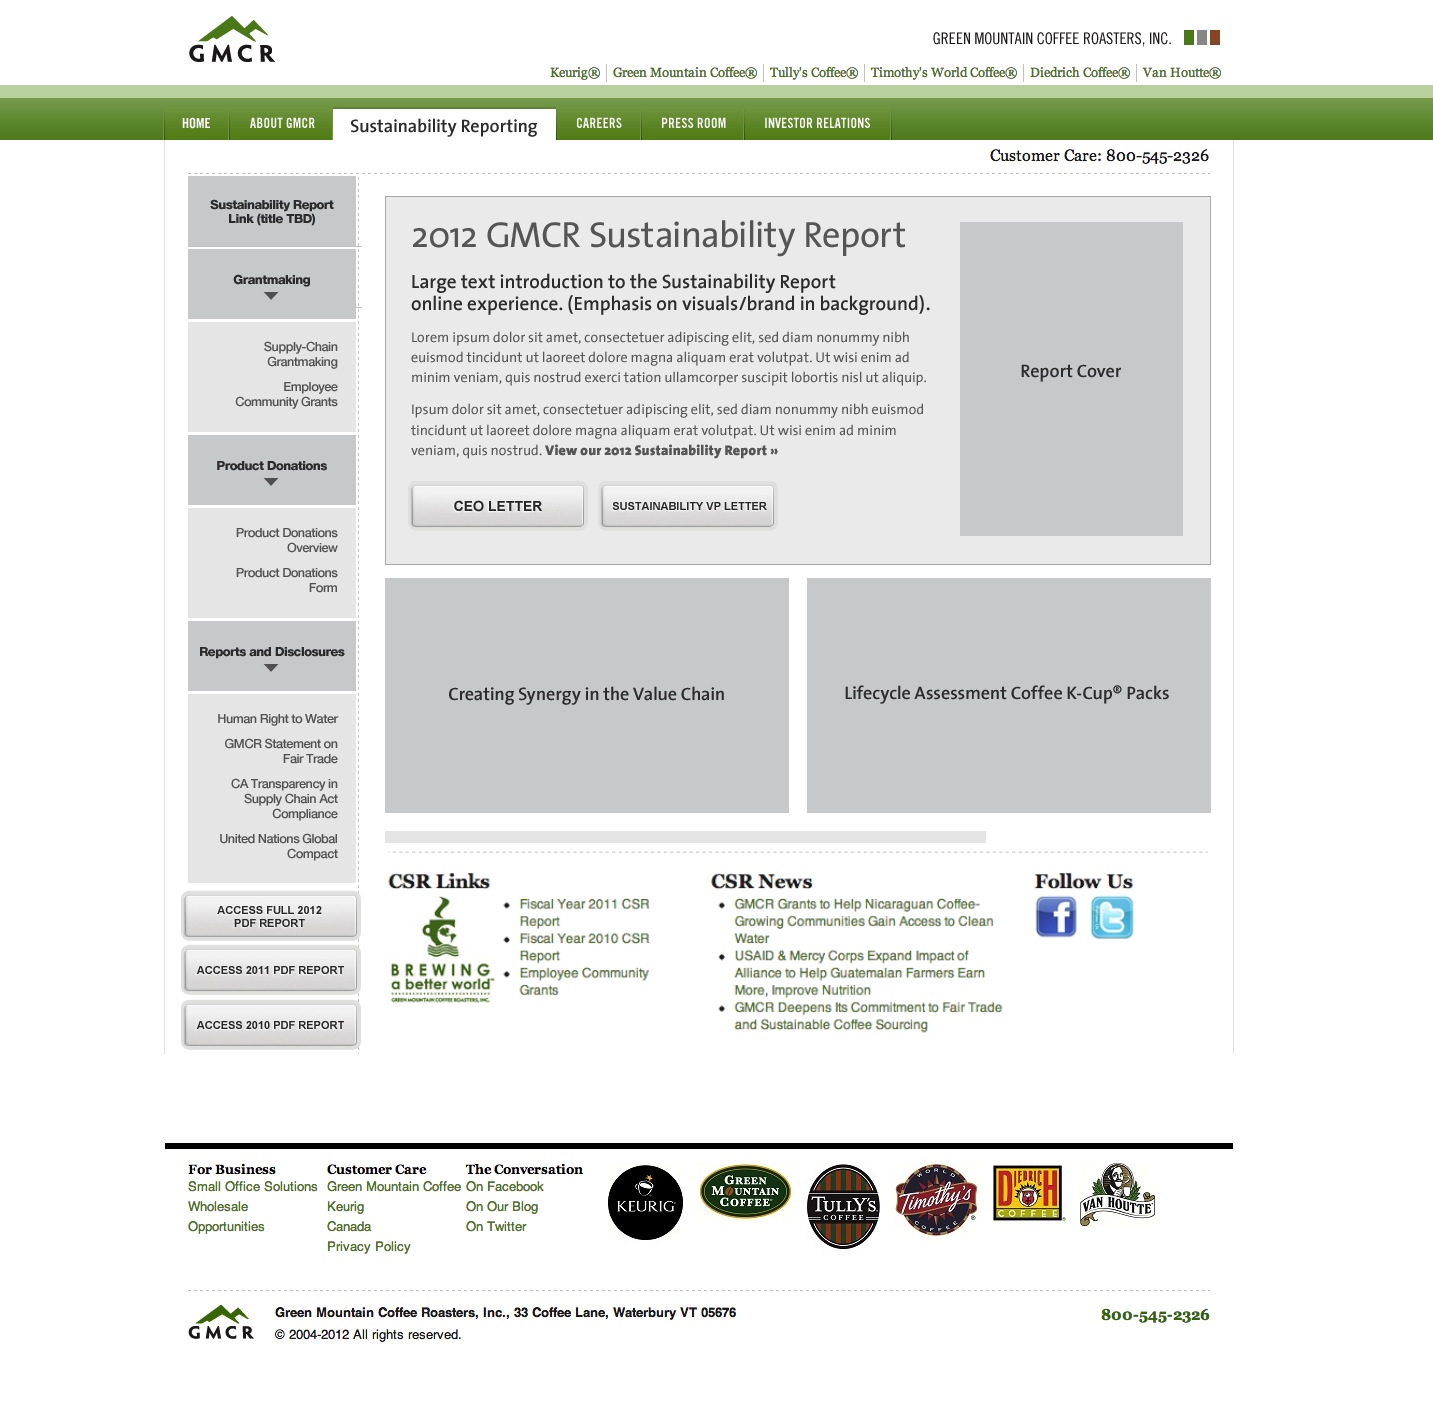 GMCR
GREEN MOUNTAIN COFFEE ROASTERS, INC.
Keurig® Green Mountain Coffee® Tully's Coffee® Timothy's World Coffee® Diedrich Coffee® Van Houtte®
HOME ABOUT GMCR Sustainability Reporting CAREERS PRESS ROOM INVESTOR RELATIONS
Customer Care: 800-545-2326
Sustainability Report
Link (title TBD)
Grantmaking
Supply-Chain
Grantmaking
Employee
Community Grants
Product Donations
Product Donations
Overview
Product Donations
Form
Reports and Disclosures
Human Right to Water
GMCR Statement on
Fair Trade
CA Transparency in
Supply Chain Act
Compliance
United Nations Global
Compact
ACCESS FULL 2012
PDF REPORT
ACCESS 2011 PDF REPORT
ACCESS 2010 PDF REPORT
2012 GMCR Sustainability Report
Large text introduction to the Sustainability Report
online experience. (Emphasis on visuals/brand in background).
Lorem ipsum dolor sit amet, consectetuer adipiscing elit, sed diam nonummy nibh
euismod tincidunt ut laoreet dolore magna aliquam erat volutpat. Ut wisi enim ad
minim veniam, quis nostrud exerci tation ullamcorper suscipit lobortis nisl ut aliquip.
Ipsum dolor sit amet, consectetuer adipiscing elit, sed diam nonummy nibh euismod
tincidunt ut laoreet dolore magna aliquam erat volutpat. Ut wisi enim ad minim
veniam, quis nostrud. View our 2012 Sustainability Report »
CEO LETTER
SUSTAINABILITY VP LETTER
Report Cover
Creating Synergy in the Value Chain
Lifecycle Assessment Coffee K-Cup® Packs
CSR Links
BREWING
a better world™
GREEN MOUNTAIN COFFEE ROASTERS, INC.
Fiscal Year 2011 CSR
Report
Fiscal Year 2010 CSR
Report
Employee Community
Grants
CSR News
GMCR Grants to Help Nicaraguan Coffee-
Growing Communities Gain Access to Clean
Water
USAID & Mercy Corps Expand Impact of
Alliance to Help Guatemalan Farmers Earn
More, Improve Nutrition
GMCR Deepens Its Commitment to Fair Trade
and Sustainable Coffee Sourcing
Follow Us
f
t
For Business
Small Office Solutions
Wholesale
Opportunities
Customer Care
Green Mountain Coffee
Keurig
Canada
Privacy Policy
The Conversation
On Facebook
On Our Blog
On Twitter
KEURIG
GREEN
MOUNTAIN
COFFEE®
TULLY'S
COFFEE
WORLD
Timothy's
COFFEE
DIEDRICH
COFFEE
VAN HOUTTE
GMCR
Green Mountain Coffee Roasters, Inc., 33 Coffee Lane, Waterbury VT 05676
© 2004-2012 All rights reserved.
800-545-2326